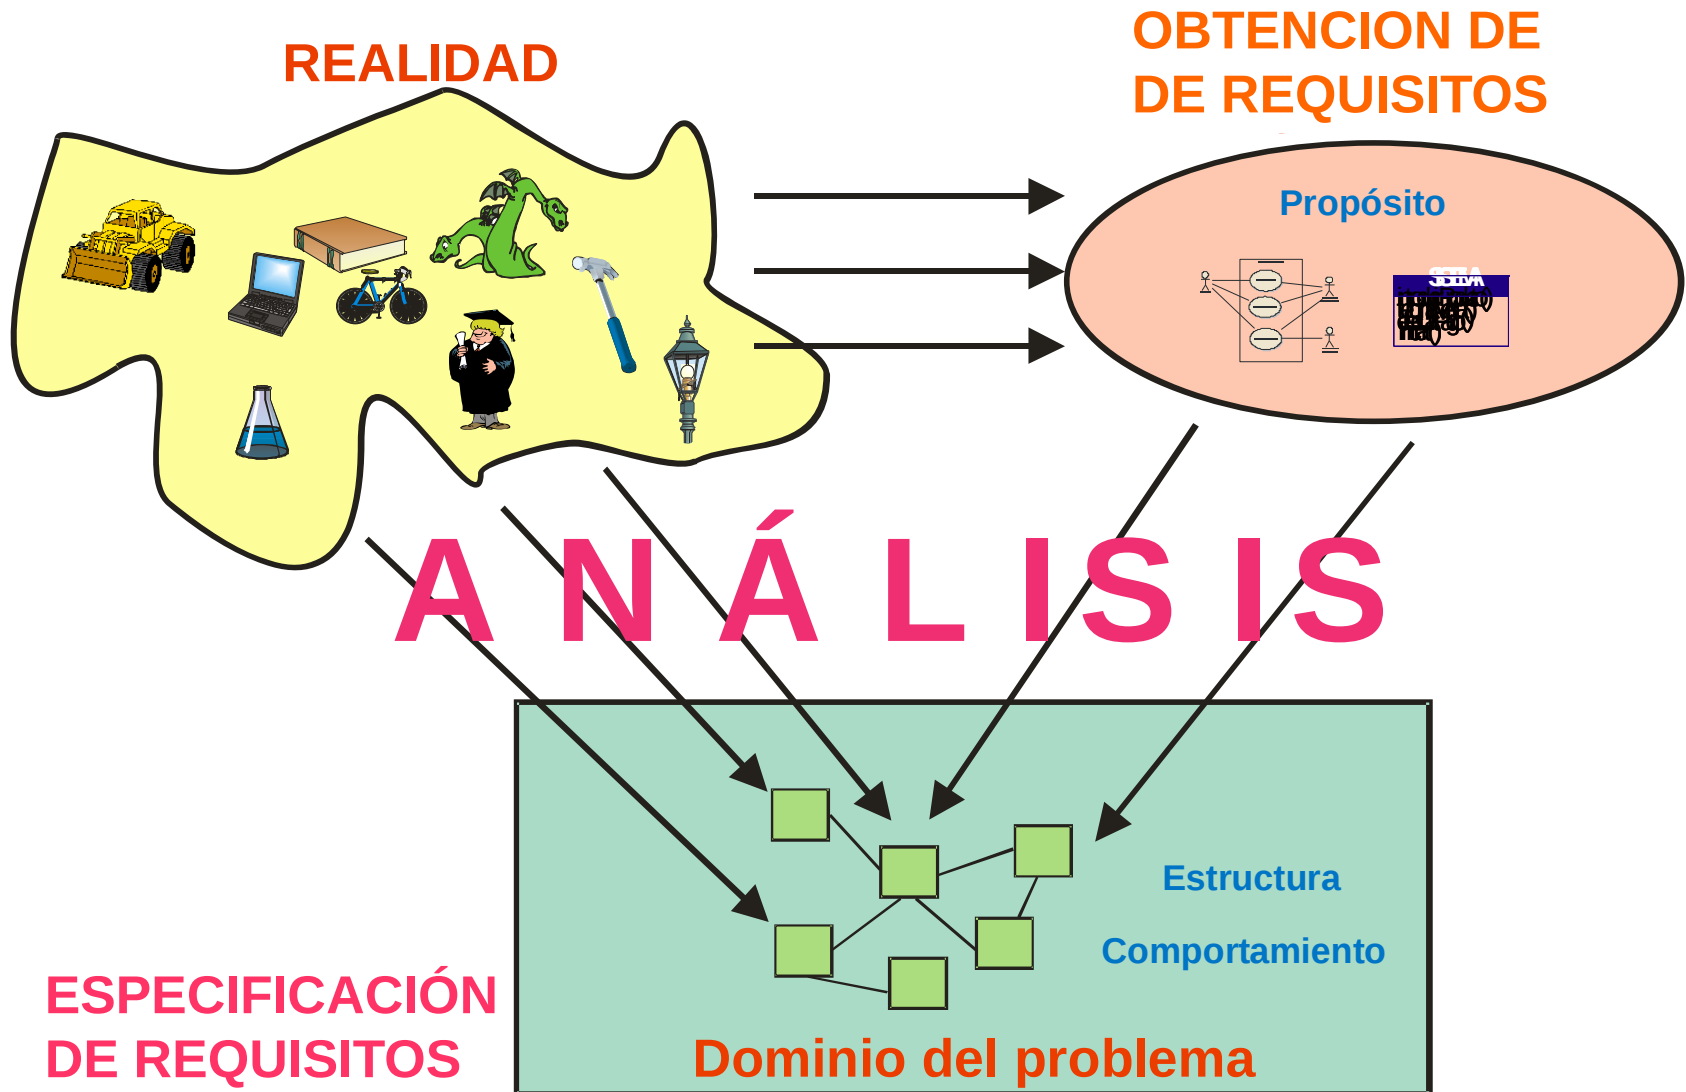 REALIDAD
OBTENCION DE
DE REQUISITOS
Propósito
A N Á L I S I S
Estructura
Comportamiento
ESPECIFICACIÓN
DE REQUISITOS
Dominio del problema